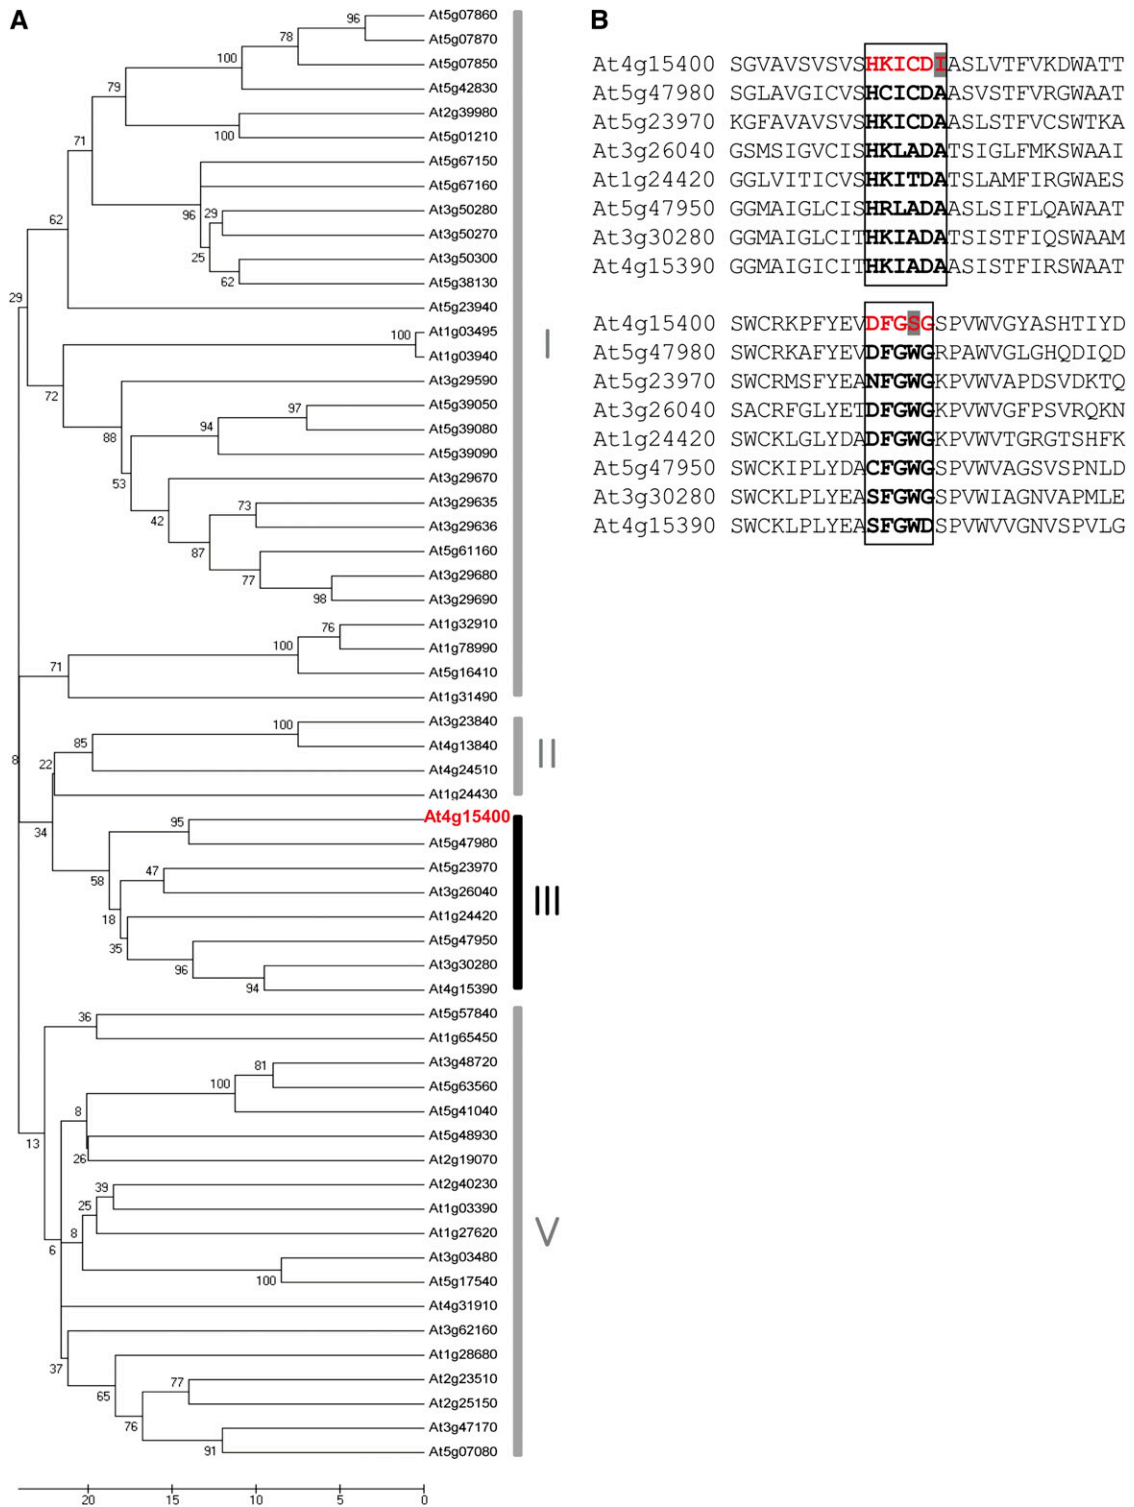 A
96
At5g07860
At5g07870
78
At5g07850
100
At5g42830
79
At2g39980
100
At5g01210
71
At5g67150
At5g67160
96
29
At3g50280
At3g50270
25
At3g50300
62
At5g38130
62
At5g23940
29
100
At1g03495
At1g03940
I
72
At3g29590
88
97
At5g39050
At5g39080
94
At5g39090
53
At3g29670
42
73
At3g29635
At3g29636
87
At5g61160
77
At3g29680
98
At3g29690
76
At1g32910
At1g78990
100
At5g16410
71
At1g31490
100
At3g23840
At4g13840
85
At4g24510
22
At1g24430
II
8
34
95
At4g15400
At5g47980
58
47
At5g23970
At3g26040
18
At1g24420
35
At5g47950
96
At3g30280
94
At4g15390
III
36
At5g57840
At1g65450
81
At3g48720
At5g63560
100
At5g41040
8
At5g48930
26
At2g19070
13
39
At2g40230
At1g03390
25
At1g27620
8
At3g03480
100
At5g17540
6
At4g31910
At3g62160
37
At1g28680
65
77
At2g23510
At2g25150
76
At3g47170
91
At5g07080
V
20 15 10 5 0
B
At4g15400 SGVAVSVSVSHKICDIASLVTFVKDWATT
At5g47980 SGLAVGICVSHCICDAASVSTFVRGWAAT
At5g23970 KGFAVAVSVSHKICDAASLSTFVCSWTKA
At3g26040 GSMSIGVCISHKLADATSIGLFMKSWAAI
At1g24420 GGLVITICVSHKITDATSLAMFIRGWAES
At5g47950 GGMAIGLCISHRLADAASLSIFLQAWAAT
At3g30280 GGMAIGLCITHKIADATSISTFIQSWAAM
At4g15390 GGMAIGICITHKIADAASISTFIRSWAAT
At4g15400 SWCRKPFYEVDFGSGSPVWVGYASHTIYD
At5g47980 SWCRKAFYEVDFGWGRPAWVGLGHQDIQD
At5g23970 SWCRMSFYEANFGWGKPVWVAPDSVDKTQ
At3g26040 SACRFGLYETDFGWGKPVWVGFPSVRQKN
At1g24420 SWCKLGLYDADFGWGKPVWVTGRGTSHFK
At5g47950 SWCKIPLYDACFGWGSPVWVAGSVSPNLD
At3g30280 SWCKLPLYEASFGWGSPVWIAGNVAPMLE
At4g15390 SWCKLPLYEASFGWDSPVWVVGNVSPVLG